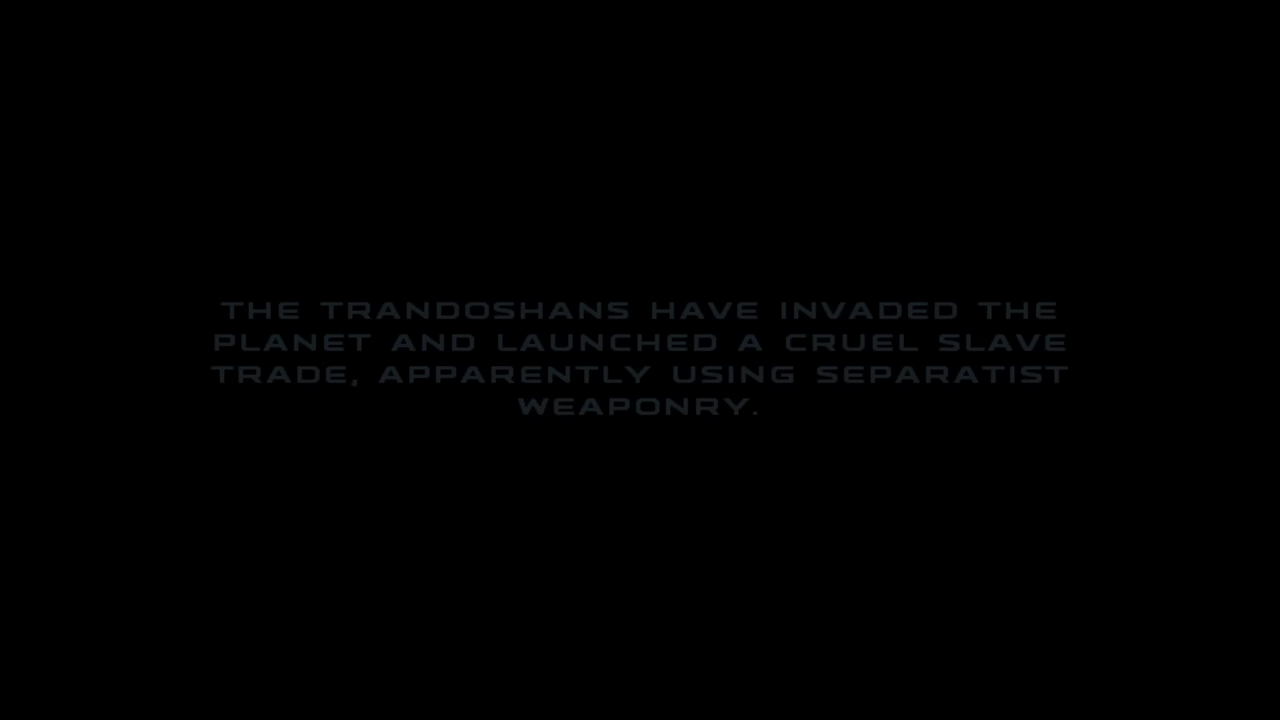 THE TRANDOSHANS HAVE INVADED THE
PLANET AND LAUNCHED A CRUEL SLAVE
TRADE, APPARENTLY USING SEPARATIST
WEAPONRY.